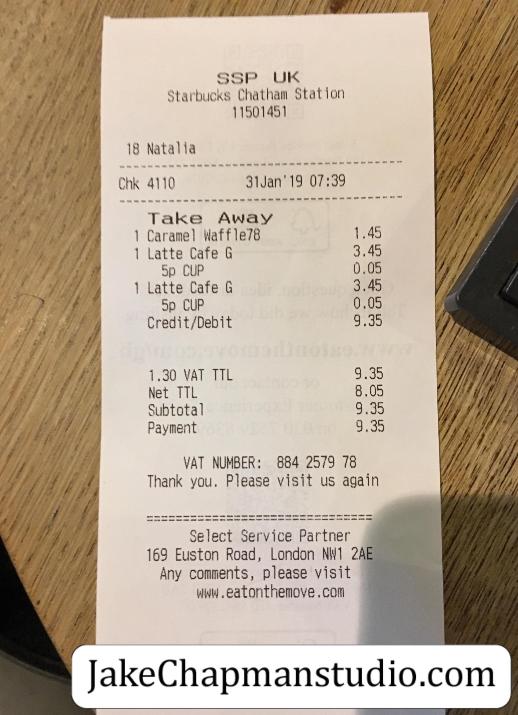 SSP UK
Starbucks Chatham Station
11501451
18 Natalia
Chk 4110 31Jan'19 07:39
Take Away
1 Caramel Waffle78 1.45
1 Latte Cafe G 3.45
5p CUP 0.05
1 Latte Cafe G 3.45
5p CUP 0.05
Credit/Debit 9.35
1.30 VAT TTL 9.35
Net TTL 8.05
Subtotal 9.35
Payment 9.35
VAT NUMBER: 884 2579 78
Thank you. Please visit us again
==============================
Select Service Partner
169 Euston Road, London NW1 2AE
Any comments, please visit
www.eatonthemove.com
JakeChapmanstudio.com